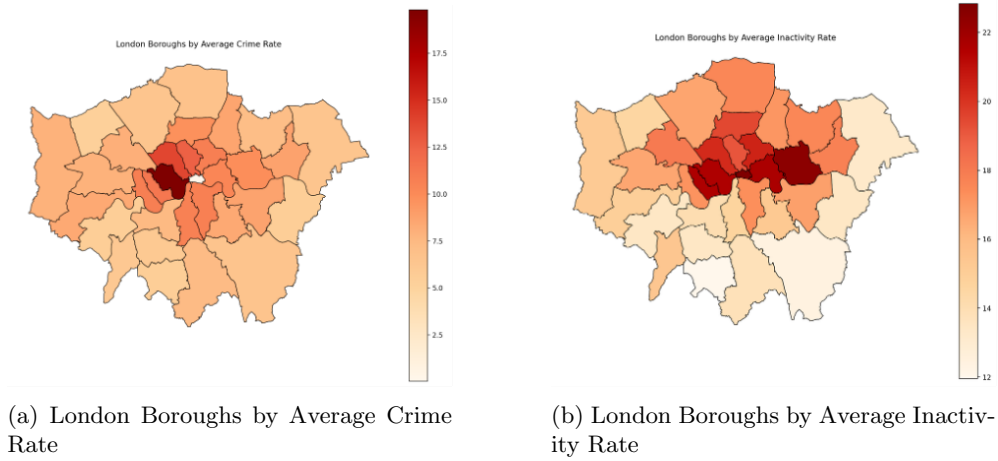 London Boroughs by Average Crime Rate
17.5
15.0
12.5
10.0
7.5
5.0
2.5
London Boroughs by Average Inactivity Rate
22
20
18
16
14
12
(a) London Boroughs by Average Crime
Rate
(b) London Boroughs by Average Inactiv-
ity Rate